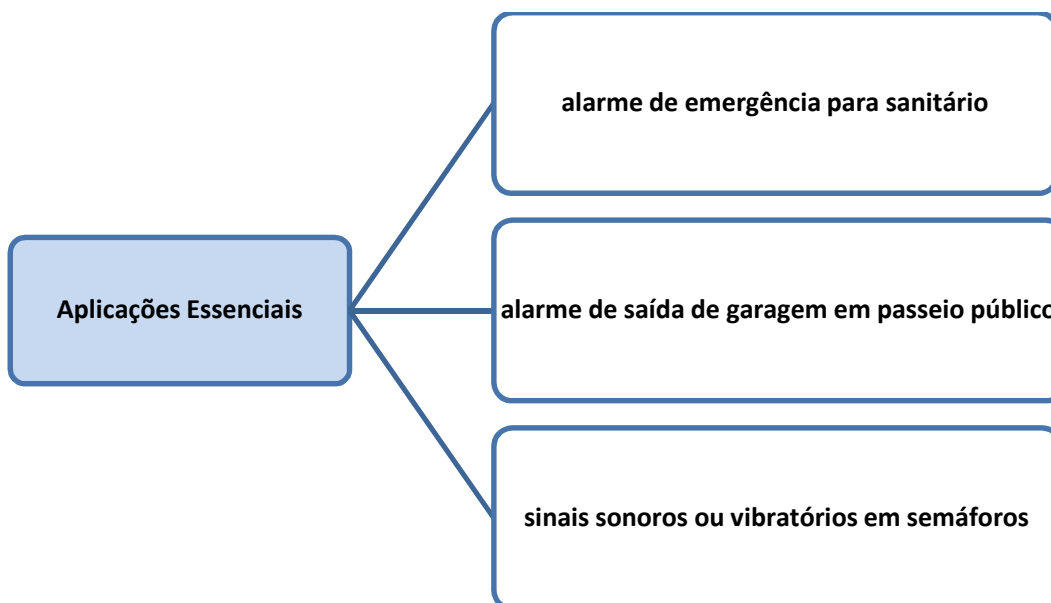 alarme de emergência para sanitário
Aplicações Essenciais
alarme de saída de garagem em passeio público
sinais sonoros ou vibratórios em semáforos